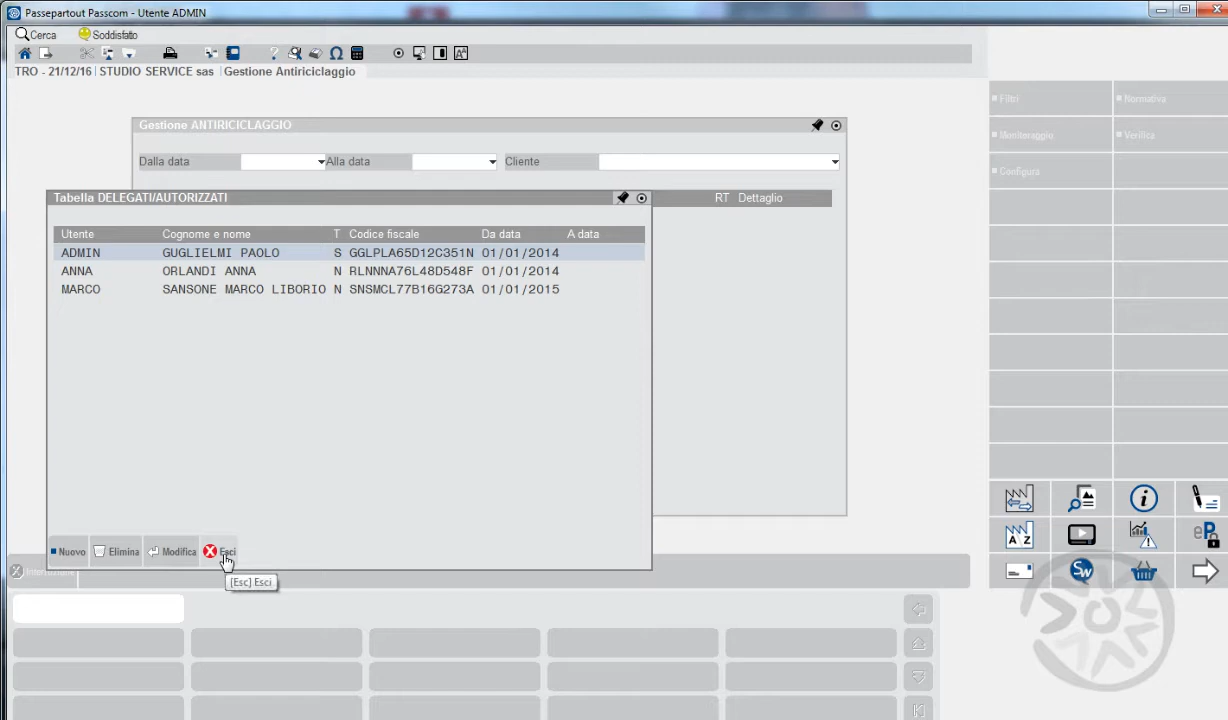 Passepartout Passcom - Utente ADMIN
Cerca Soddisfatto
TRO - 21/12/16 | STUDIO SERVICE sas | Gestione Antiriciclaggio
Filtri Normativa
Monitoraggio Verifica
Configura
Gestione ANTIRICICLAGGIO
Dalla data Alla data Cliente
RT Dettaglio
Tabella DELEGATI/AUTORIZZATI
Utente Cognome e nome T Codice fiscale Da data A data
ADMIN GUGLIELMI PAOLO S GGLPLA65D12C351N 01/01/2014
ANNA ORLANDI ANNA N RLNNNA76L48D548F 01/01/2014
MARCO SANSONE MARCO LIBORIO N SNSMCL77B16G273A 01/01/2015
Nuovo Elimina Modifica Esci
[Esc] Esci
A Z
SW
eP